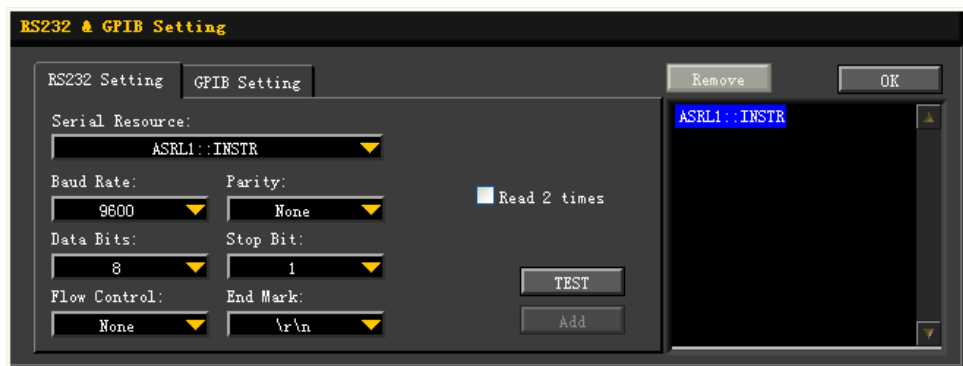 RS232 & GPIB Setting
RS232 Setting
GPIB Setting
Remove
OK
Serial Resource:
ASRL1::INSTR
ASRL1::INSTR
Baud Rate:
Parity:
9600
None
Read 2 times
Data Bits:
Stop Bit:
8
1
TEST
Flow Control:
End Mark:
None
\r\n
Add